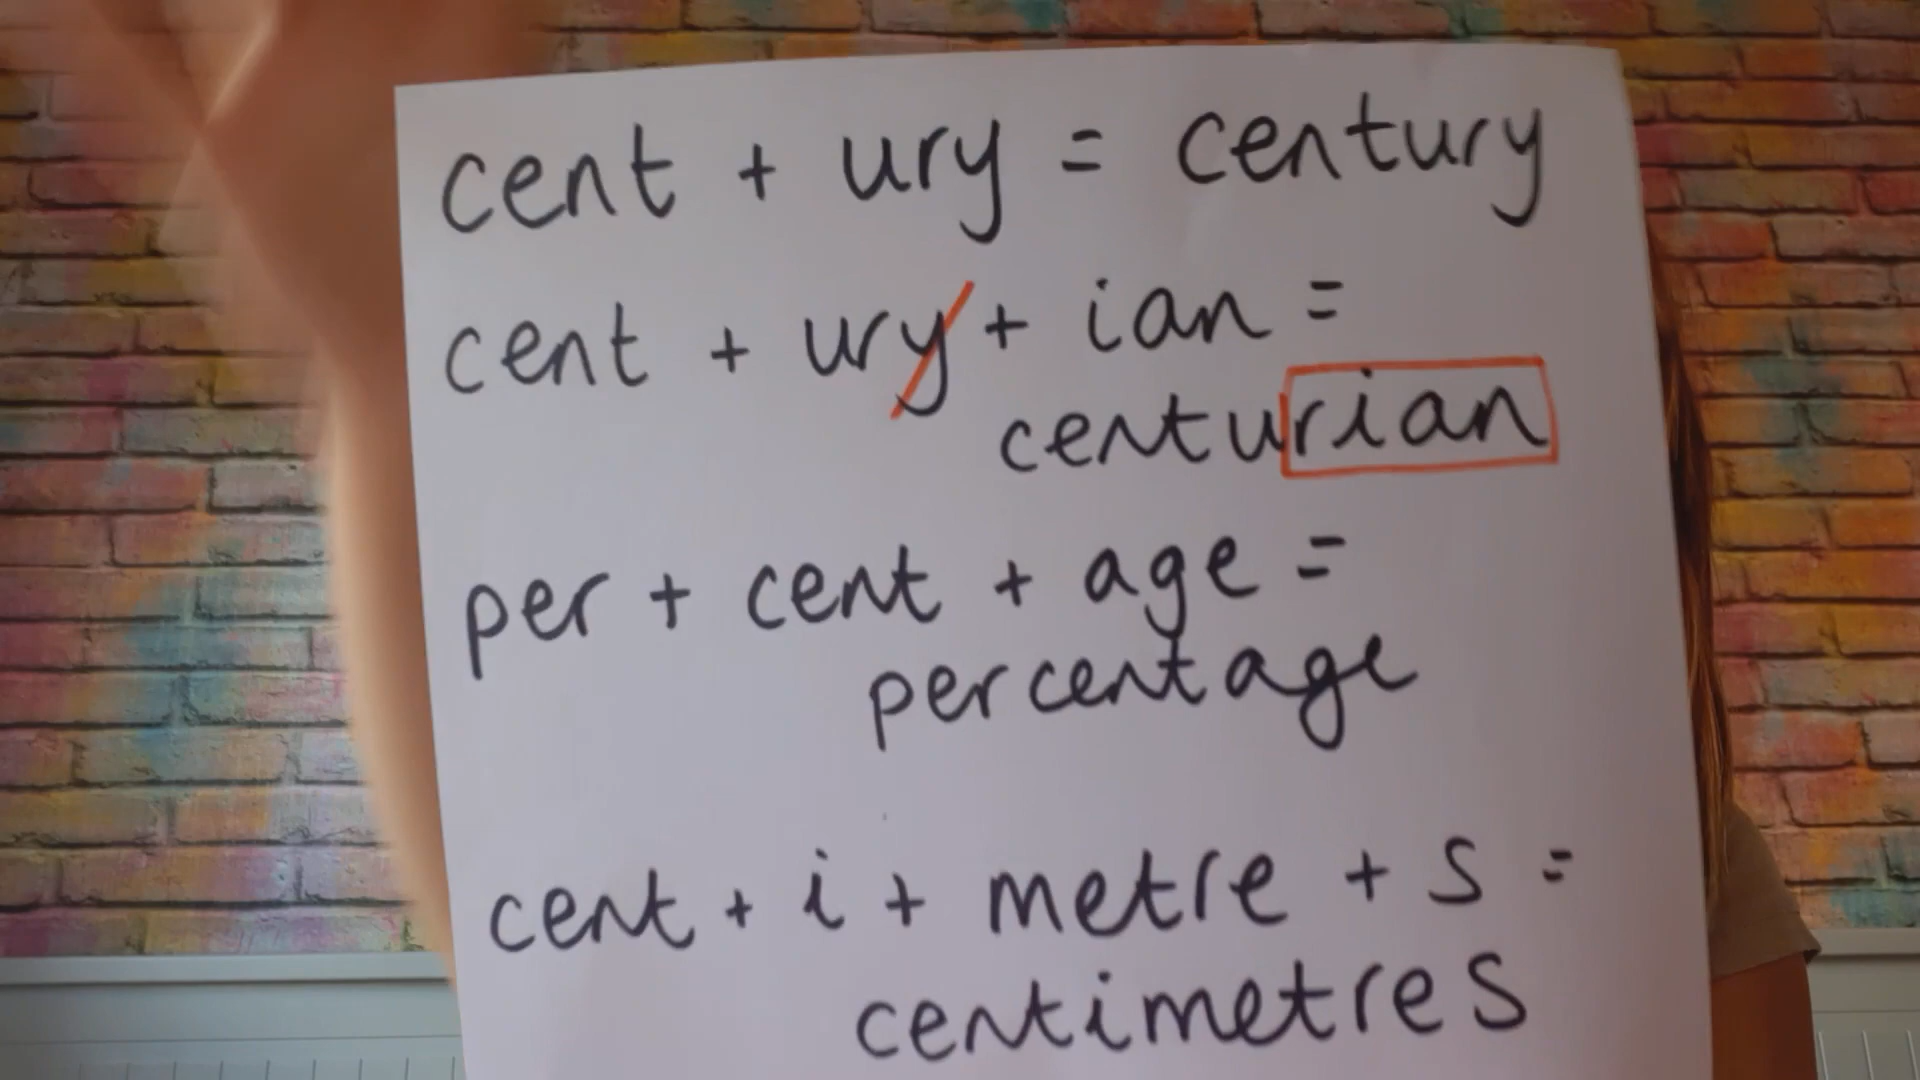 cent + ury = century
cent + ury + ian =
centurian
per + cent + age =
percentage
cent + i + metre + s =
centimetres